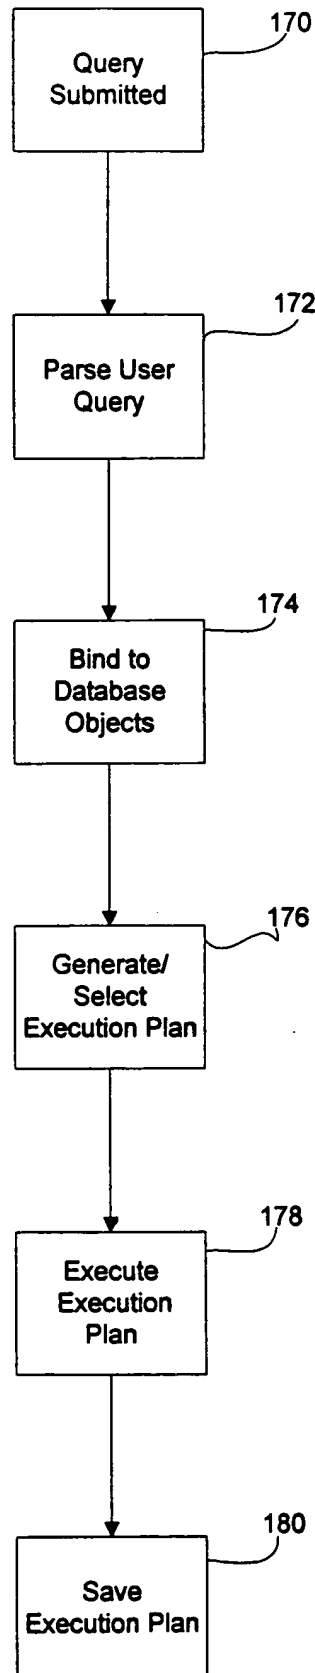 170
Query
Submitted
172
Parse User
Query
174
Bind to
Database
Objects
176
Generate/
Select
Execution Plan
178
Execute
Execution
Plan
180
Save
Execution Plan